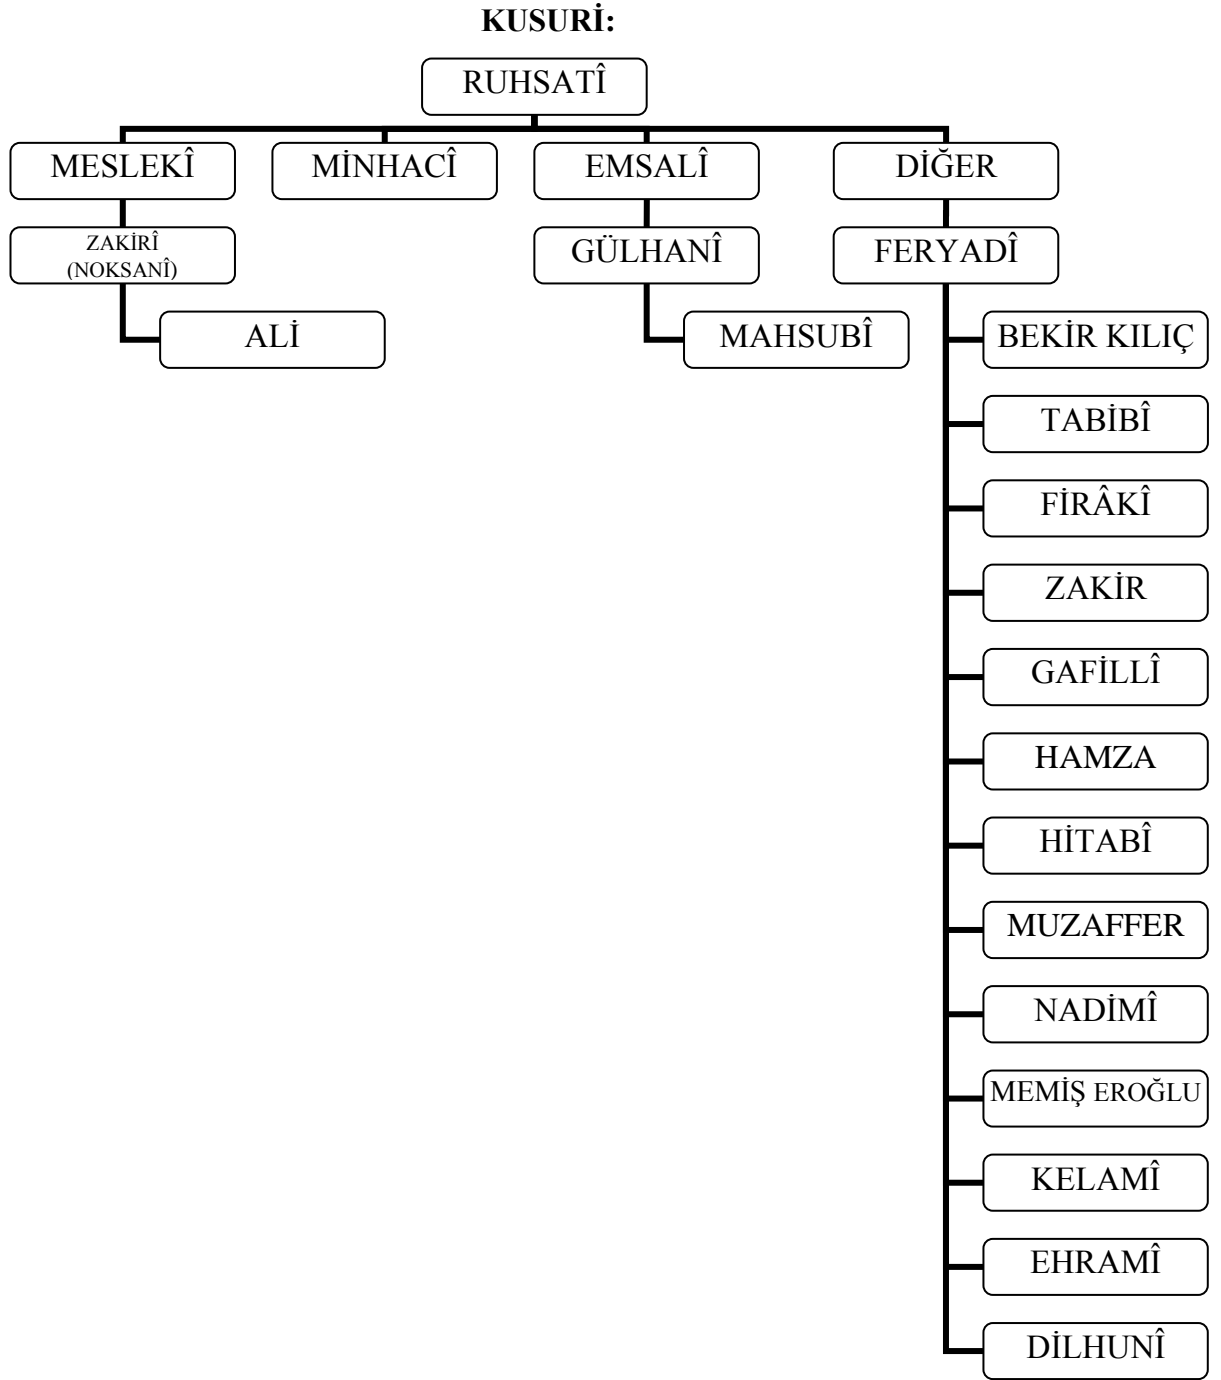 KUSURİ:
RUHSATÎ
MESLEKÎ
MİNHACÎ
EMSALÎ
DİĞER
ZAKİRÎ
(NOKSANÎ)
GÜLHANÎ
FERYADÎ
ALİ
MAHSUBÎ
BEKİR KILIÇ
TABİBÎ
FİRÂKÎ
ZAKİR
GAFİLLÎ
HAMZA
HİTABÎ
MUZAFFER
NADİMÎ
MEMİŞ EROĞLU
KELAMÎ
EHRAMÎ
DİLHUNÎ